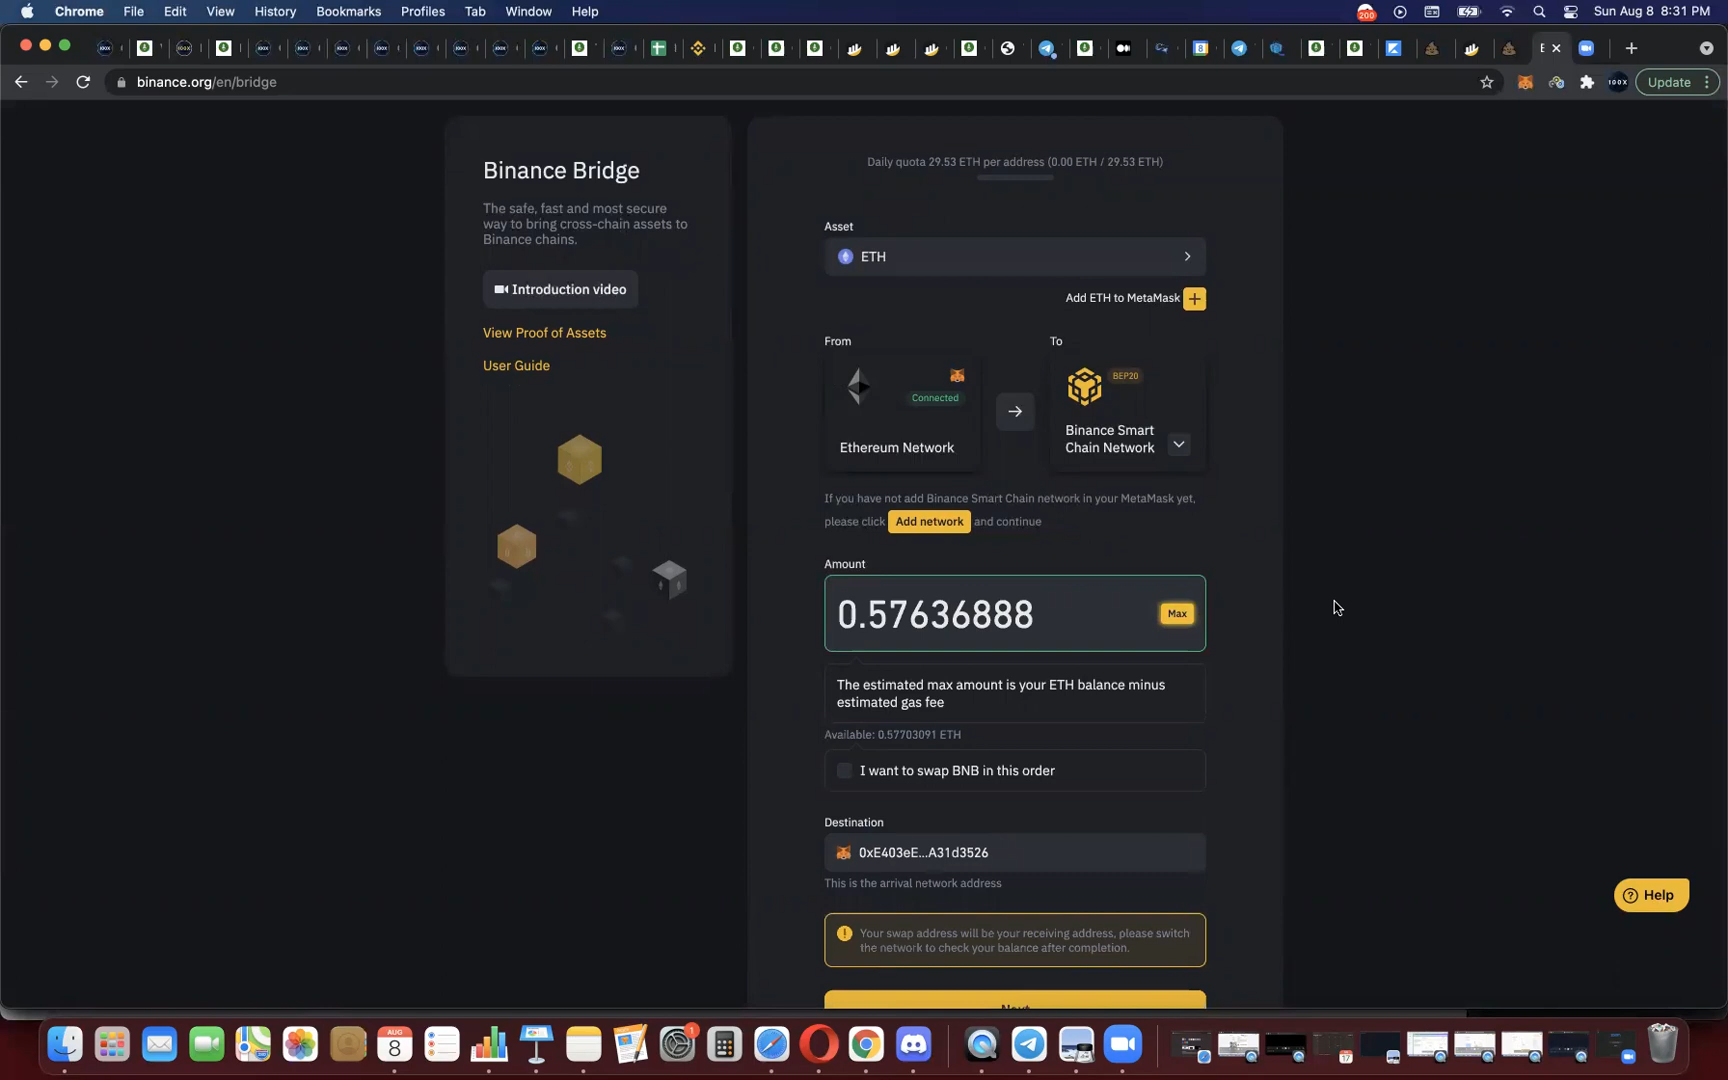 Chrome File Edit View History Bookmarks Profiles Tab Window Help
200
Sun Aug 8 8:31 PM
binance.org/en/bridge
100X
Update
Binance Bridge
The safe, fast and most secure
way to bring cross-chain assets to
Binance chains.
Introduction video
View Proof of Assets
User Guide
Daily quota 29.53 ETH per address (0.00 ETH / 29.53 ETH)
Asset
ETH
Add ETH to MetaMask
From
To
BEP20
Connected
Ethereum Network
Binance Smart
Chain Network
If you have not add Binance Smart Chain network in your MetaMask yet,
please click Add network and continue
Amount
0.57636888
Max
The estimated max amount is your ETH balance minus
estimated gas fee
Available: 0.57703091 ETH
I want to swap BNB in this order
Destination
0xE403eE...A31d3526
This is the arrival network address
Your swap address will be your receiving address, please switch
the network to check your balance after completion.
Next
Help
AUG
8
1
17